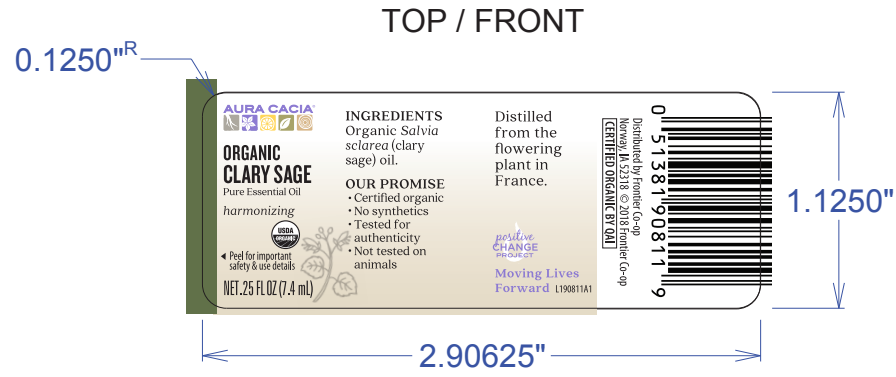 TOP / FRONT
0.1250"R
AURA CACIA®
ORGANIC
CLARY SAGE
Pure Essential Oil
harmonizing
USDA
ORGANIC
Peel for important
safety & use details
NET .25 FL OZ (7.4 mL)
INGREDIENTS
Organic Salvia
sclarea (clary
sage) oil.
OUR PROMISE
• Certified organic
• No synthetics
• Tested for
authenticity
• Not tested on
animals
Distilled
from the
flowering
plant in
France.
positive
CHANGE
PROJECT
Moving Lives
Forward L190811A1
Distributed by Frontier Co-op
Norway, IA 52318 © 2018 Frontier Co-op
CERTIFIED ORGANIC BY QAI
0 51381 90811 9
1.1250"
2.90625"